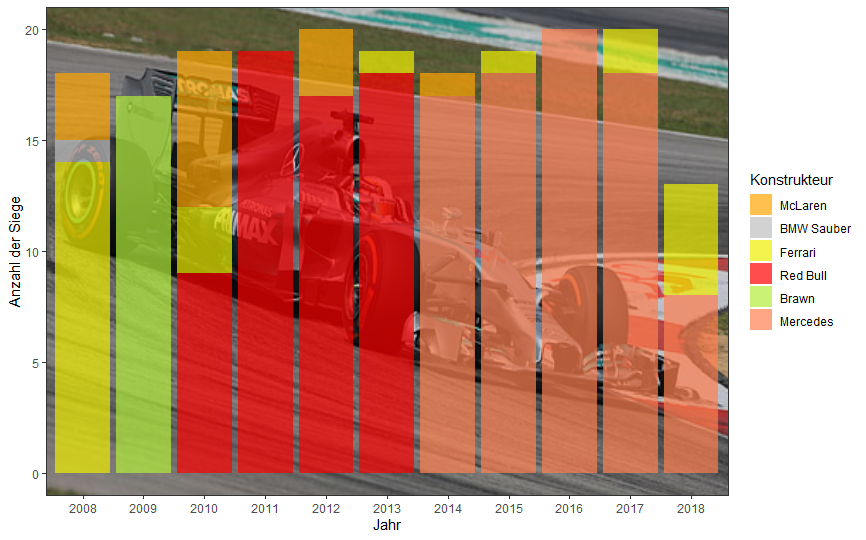 Anzahl der Siege
20
15
10
5
0
2008 2009 2010 2011 2012 2013 2014 2015 2016 2017 2018
Jahr
Konstrukteur
McLaren
BMW Sauber
Ferrari
Red Bull
Brawn
Mercedes